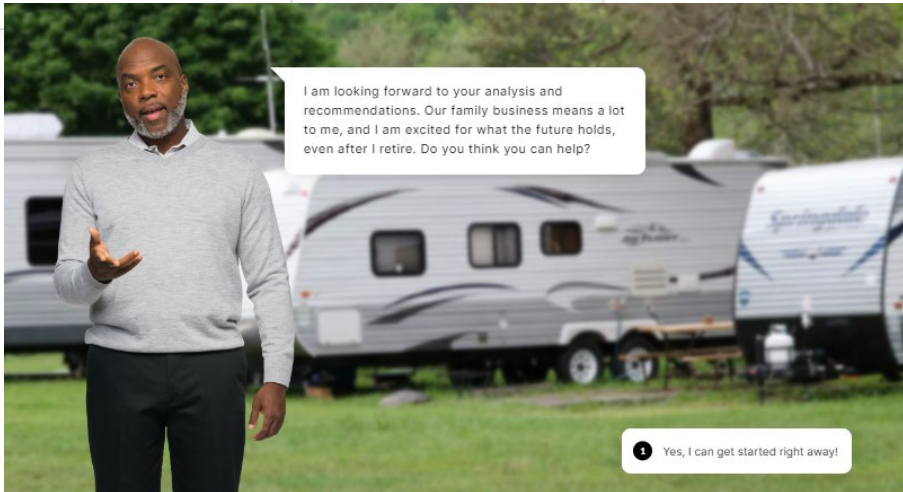 I am looking forward to your analysis and
recommendations. Our family business means a lot
to me, and I am excited for what the future holds,
even after I retire. Do you think you can help?
Springdale
1 Yes, I can get started right away!